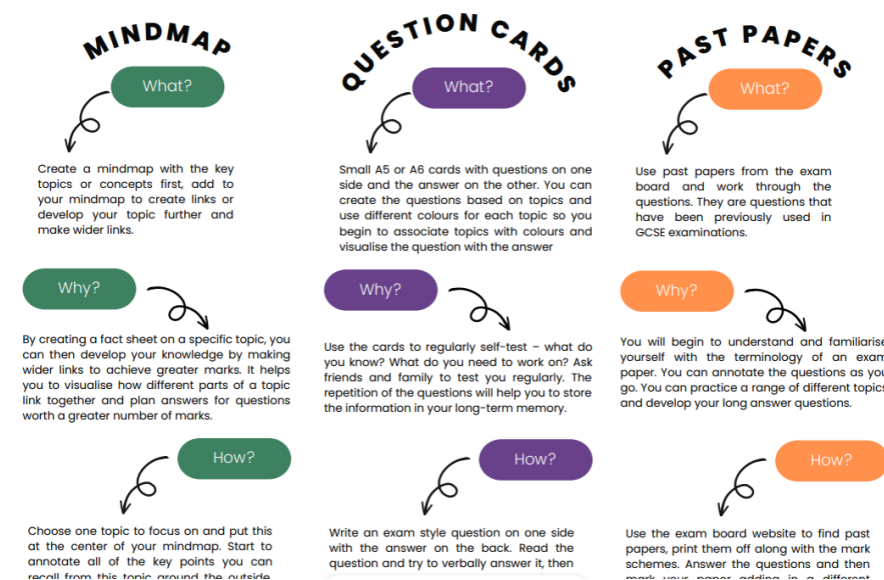 MINDMAP
What?
Create a mindmap with the key
topics or concepts first, add to
your mindmap to create links or
develop your topic further and
make wider links.
Why?
By creating a fact sheet on a specific topic, you
can then develop your knowledge by making
wider links to achieve greater marks. It helps
you to visualise how different parts of a topic
link together and plan answers for questions
worth a greater number of marks.
How?
Choose one topic to focus on and put this
at the center of your mindmap. Start to
annotate all of the key points you can
recall from this topic around the outside.
QUESTION CARDS
What?
Small A5 or A6 cards with questions on one
side and the answer on the other. You can
create the questions based on topics and
use different colours for each topic so you
begin to associate topics with colours and
visualise the question with the answer
Why?
Use the cards to regularly self-test – what do
you know? What do you need to work on? Ask
friends and family to test you regularly. The
repetition of the questions will help you to store
the information in your long-term memory.
How?
Write an exam style question on one side
with the answer on the back. Read the
question and try to verbally answer it, then
PAST PAPERS
What?
Use past papers from the exam
board and work through the
questions. They are questions that
have been previously used in
GCSE examinations.
Why?
You will begin to understand and familiarise
yourself with the terminology of an exam
paper. You can annotate the questions as you
go. You can practice a range of different topics
and develop your long answer questions.
How?
Use the exam board website to find past
papers, print them off along with the mark
schemes. Answer the questions and then
mark your paper adding in a different